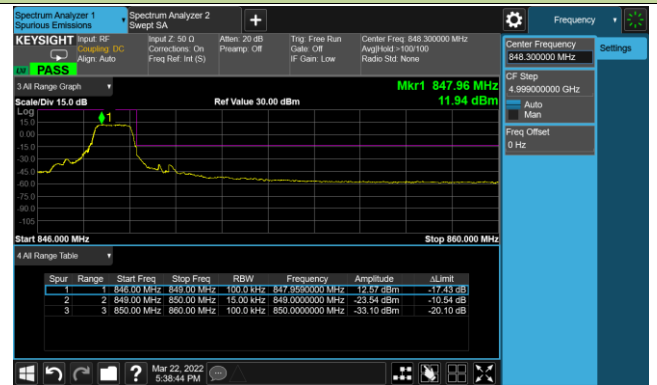 Spectrum Analyzer 1
Spurious Emissions
Spectrum Analyzer 2
Swept SA
Frequency
KEYSIGHT
Input: RF
Coupling: DC
Align: Auto
Input Z: 50 Ω
Corrections: On
Freq Ref: Int (S)
Atten: 20 dB
Preamp: Off
Trig: Free Run
Gate: Off
IF Gain: Low
Center Freq: 848.300000 MHz
Avg|Hold:>100/100
Radio Std: None
PASS
Center Frequency
848.300000 MHz
Settings
CF Step
4.999000000 GHz
Auto
Man
Freq Offset
0 Hz
3 All Range Graph
Mkr1 847.96 MHz
Scale/Div 15.0 dB
Ref Value 30.00 dBm
11.94 dBm
Log
15.0
0.00
-15.0
-30.0
-45.0
-60.0
-75.0
-90.0
-105
1
Start 846.000 MHz
Stop 860.000 MHz
4 All Range Table
Spur Range Start Freq Stop Freq RBW Frequency Amplitude ΔLimit
1 1 846.00 MHz 849.00 MHz 100.0 kHz 847.9590000 MHz 12.57 dBm -17.43 dB
2 2 849.00 MHz 850.00 MHz 15.00 kHz 849.0000000 MHz -23.54 dBm -10.54 dB
3 3 850.00 MHz 860.00 MHz 100.0 kHz 850.0000000 MHz -33.10 dBm -20.10 dB
Mar 22, 2022
5:38:44 PM